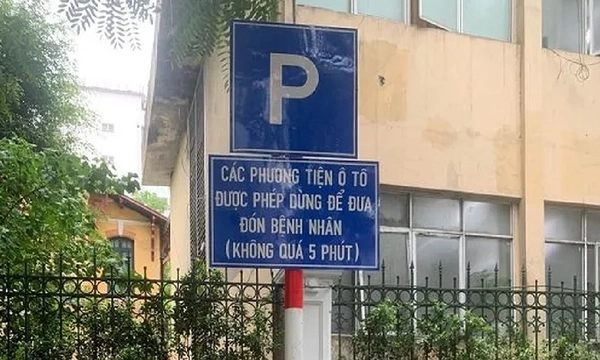 P
CÁC PHƯƠNG TIỆN Ô TÔ
ĐƯỢC PHÉP DỪNG ĐỂ ĐƯA
ĐÓN BỆNH NHÂN
(KHÔNG QUÁ 5 PHÚT)